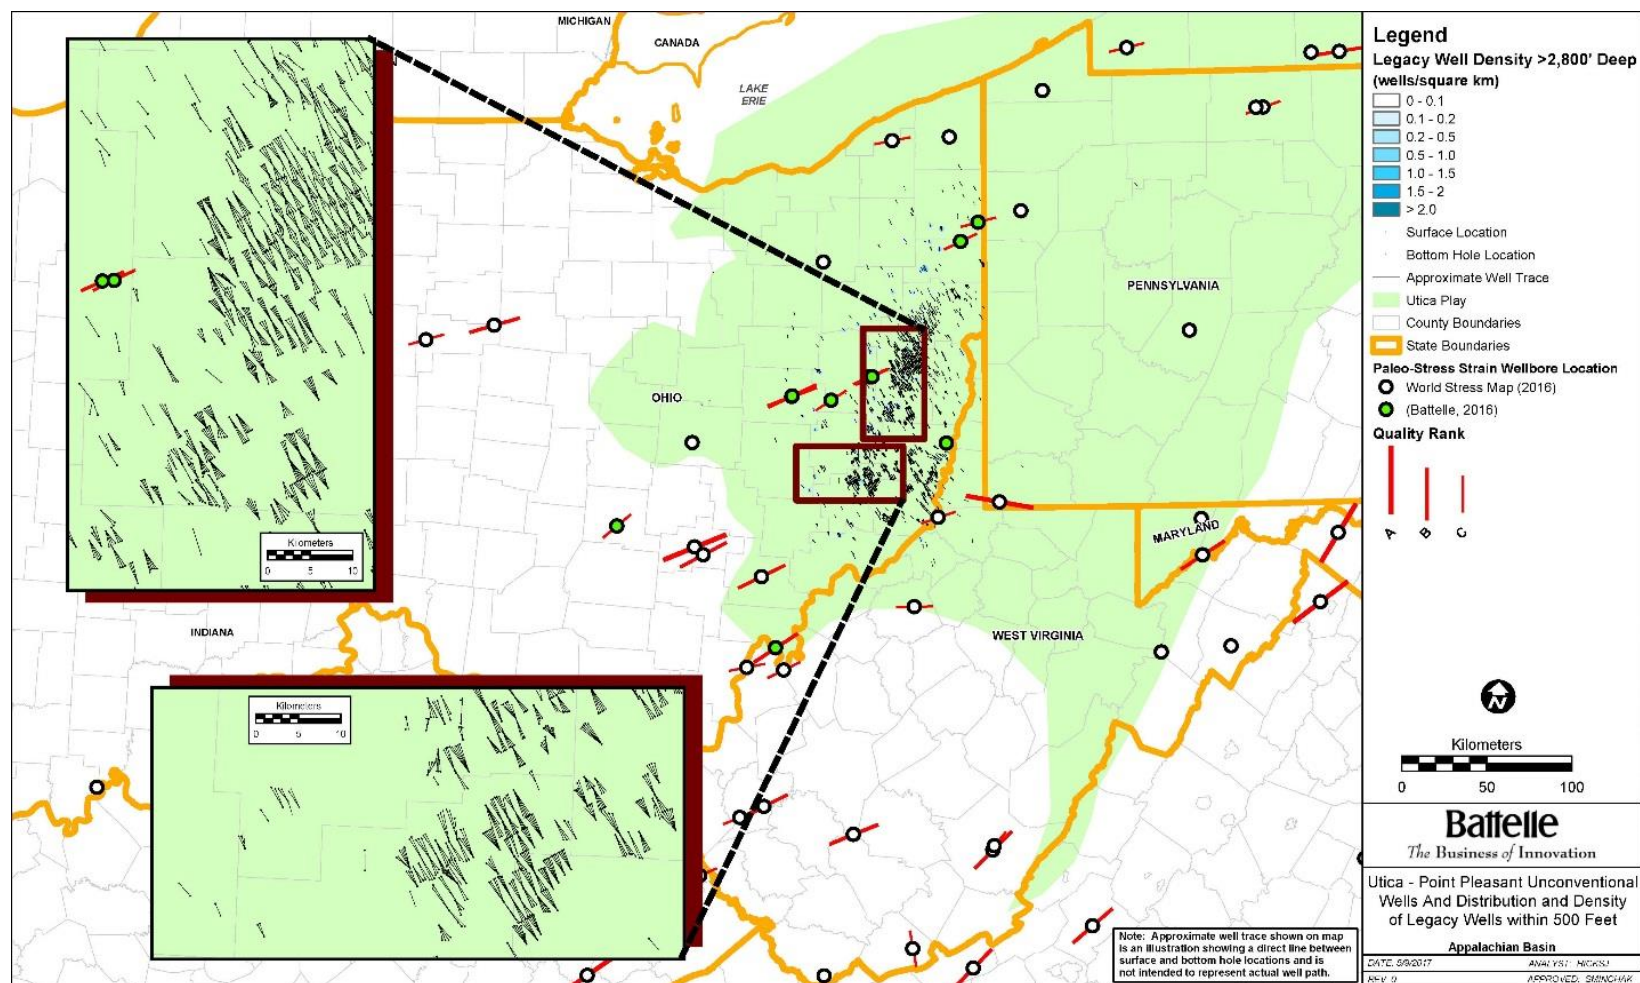 MICHIGAN
CANADA
LAKE
ERIE
PENNSYLVANIA
OHIO
MARYLAND
INDIANA
WEST VIRGINIA
Kilometers
0 5 10
Kilometers
0 5 10
Note: Approximate well trace shown on map
is an illustration showing a direct line between
surface and bottom hole locations and is
not intended to represent actual well path.
Legend
Legacy Well Density >2,800' Deep
(wells/square km)
0 - 0.1
0.1 - 0.2
0.2 - 0.5
0.5 - 1.0
1.0 - 1.5
1.5 - 2
> 2.0
Surface Location
Bottom Hole Location
Approximate Well Trace
Utica Play
County Boundaries
State Boundaries
Paleo-Stress Strain Wellbore Location
World Stress Map (2016)
(Battelle, 2016)
Quality Rank
A B C
N
Kilometers
0 50 100
Battelle
The Business of Innovation
Utica - Point Pleasant Unconventional
Wells And Distribution and Density
of Legacy Wells within 500 Feet
Appalachian Basin
ANALYST: HICKSJ
REV. 0 APPROVED: SMINCHAK